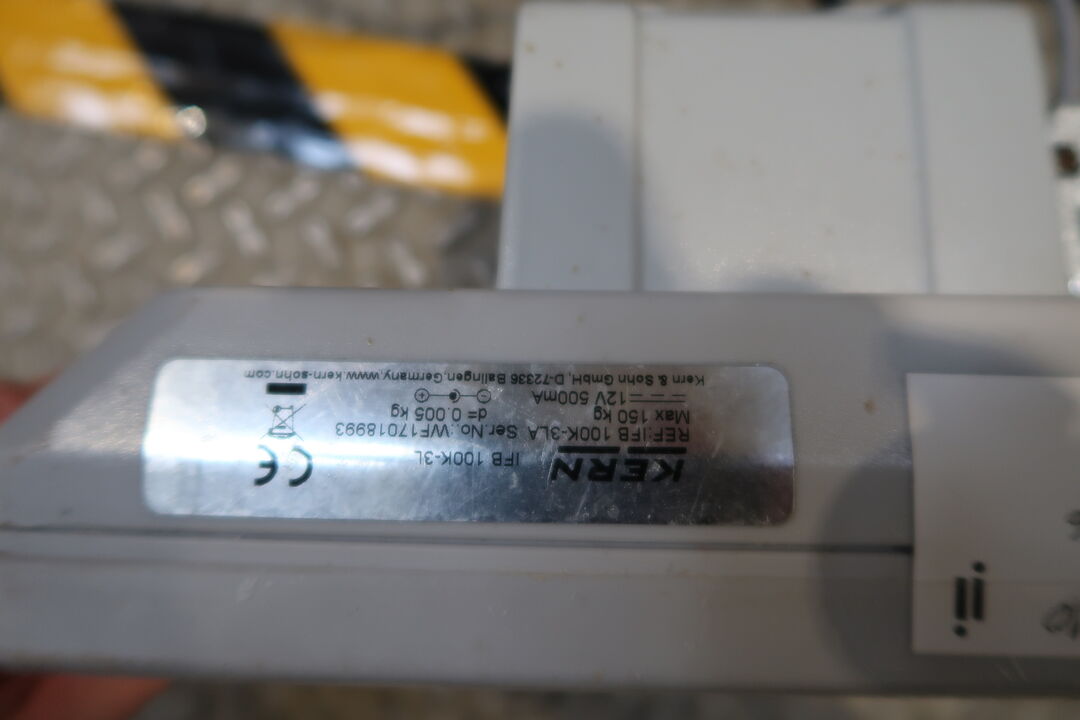 KERN IFB 100K-3L CE
REF:IFB 100K-3LA Ser.No.:WF17018993
Max 150 kg d= 0.005 kg
12V 500mA
Kern & Sohn GmbH, D-72336 Balingen,Germany,www.kern-sohn.com